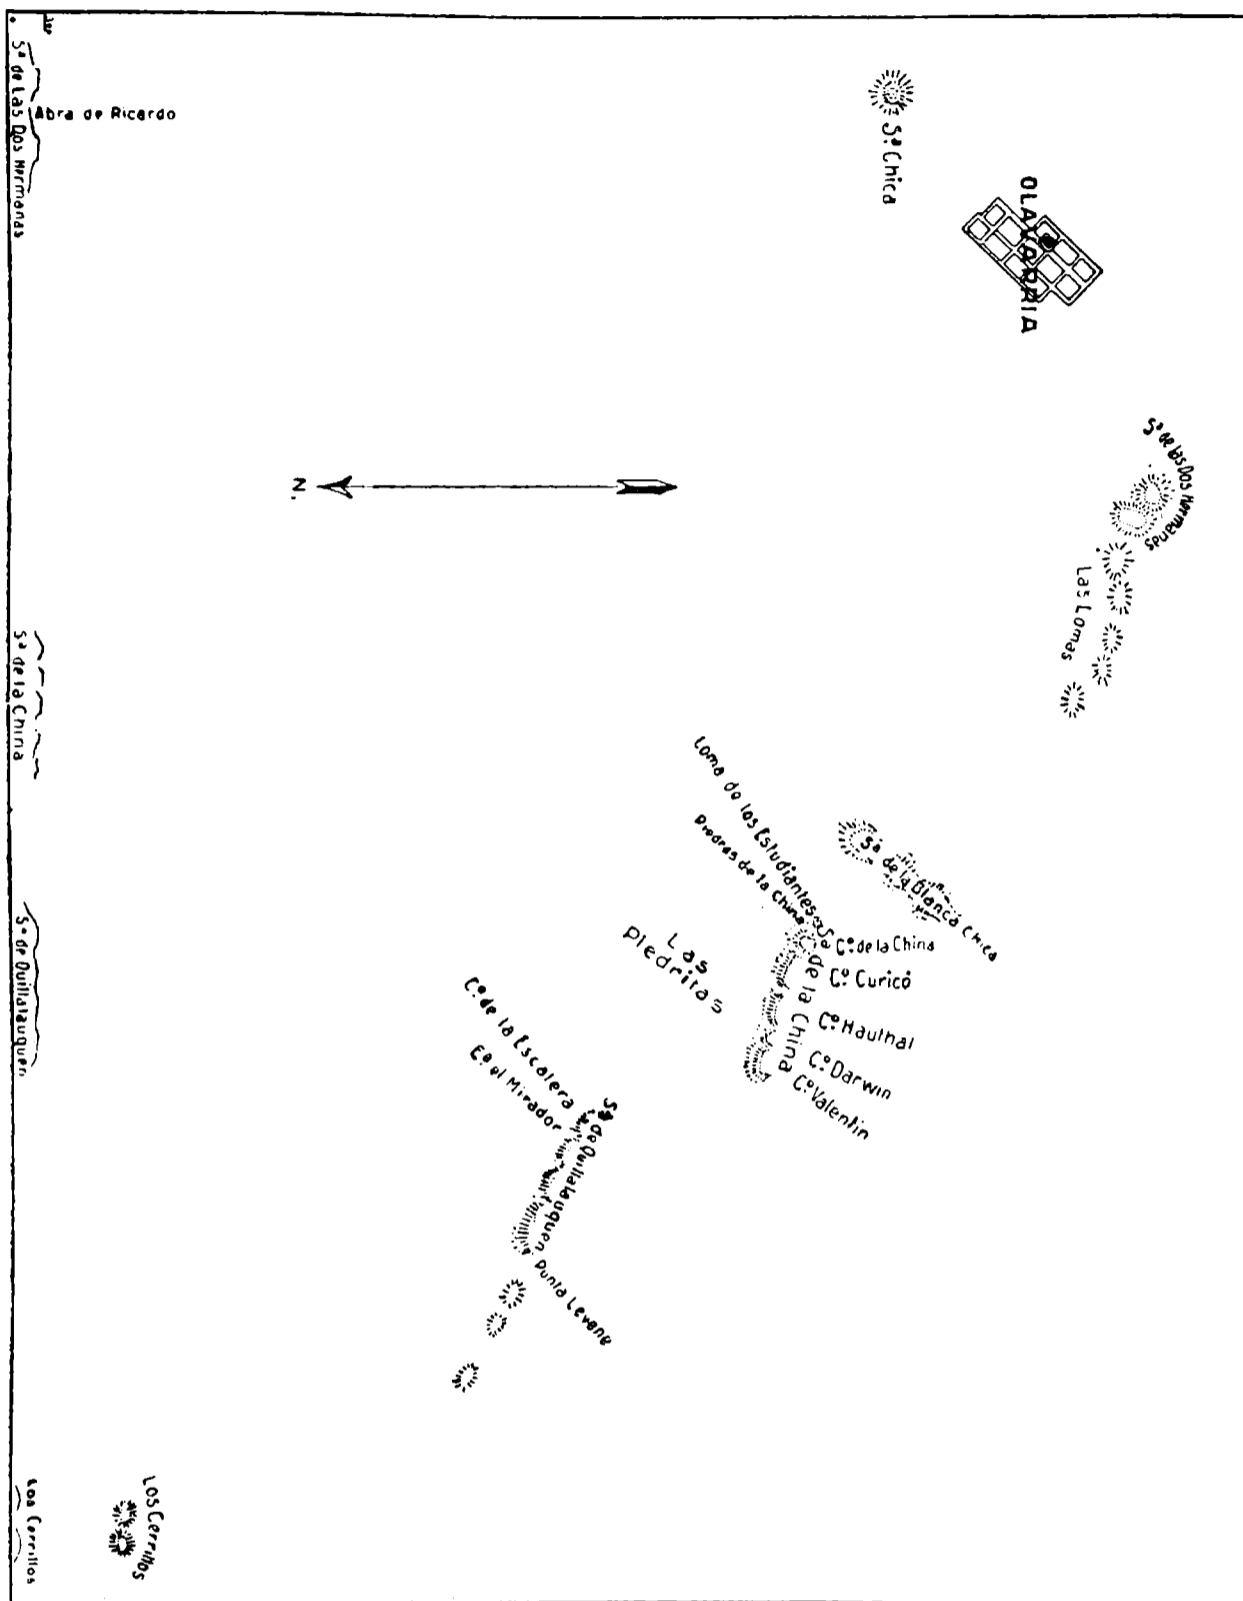 Sª de Las Dos Hermanas
Abra de Ricardo
Sª Chica
OLAVARRIA
N.
Sª de las Dos Hermanas
Las Lomas
Sª de la China
Loma de los Estudiantes
Piedras de la China
Sª de la Blanca Chica
Sª de la China
Cº de la China
Cº Curicó
Cº Hauthal
Cº Darwin
Cº Valentin
Las
piedritas
Sª de Quillalauquen
Cº de la Escalera
Eª el Mirador
Sª de Quillalauquen
Punta Levene
Los Cerrillos
LOS Cerrillos